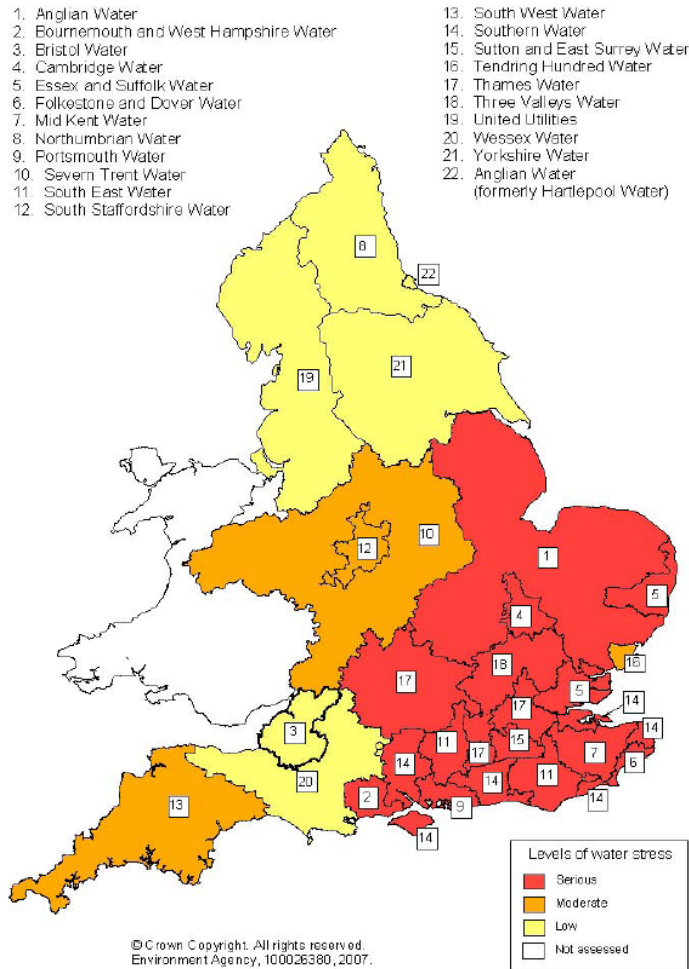 1. Anglian Water
2. Bournemouth and West Hampshire Water
3. Bristol Water
4. Cambridge Water
5. Essex and Suffolk Water
6. Folkestone and Dover Water
7. Mid Kent Water
8. Northumbrian Water
9. Portsmouth Water
10. Severn Trent Water
11. South East Water
12. South Staffordshire Water
13. South West Water
14. Southern Water
15. Sutton and East Surrey Water
16. Tendring Hundred Water
17. Thames Water
18. Three Valleys Water
19. United Utilities
20. Wessex Water
21. Yorkshire Water
22. Anglian Water
(formerly Hartlepool Water)
8
22
21
19
10
12
1
5
4
16
18
17
5
14
17
3
14
11
17
15
7
14
6
20
14
11
2
13
9
14
14
Levels of water stress
Serious
Moderate
Low
Not assessed
© Crown Copyright. All rights reserved.
Environment Agency, 100026380, 2007.